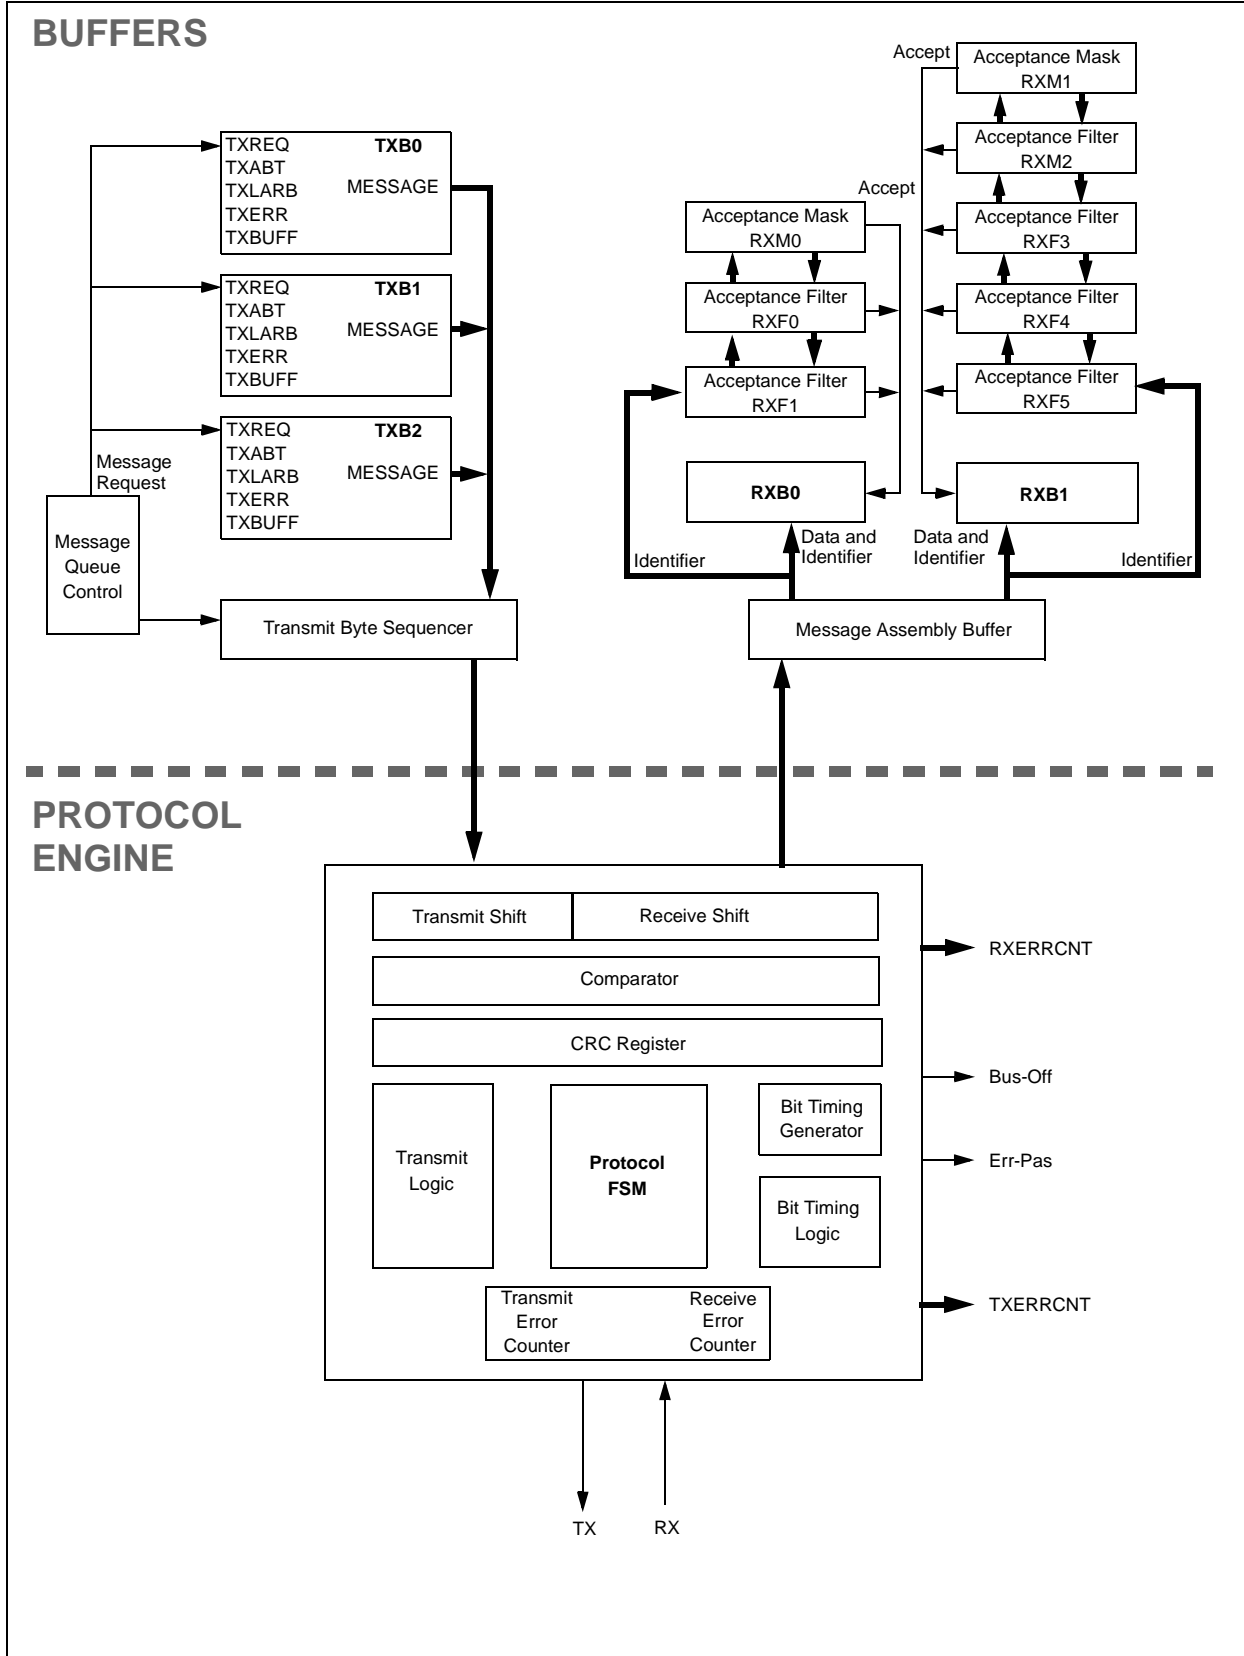 BUFFERS
TXREQ TXB0
TXABT
TXLARB MESSAGE
TXERR
TXBUFF
TXREQ TXB1
TXABT
TXLARB MESSAGE
TXERR
TXBUFF
TXREQ TXB2
TXABT
TXLARB MESSAGE
TXERR
TXBUFF
Message
Request
Message
Queue
Control
Transmit Byte Sequencer
Accept
Acceptance Mask
RXM0
Acceptance Filter
RXF0
Acceptance Filter
RXF1
RXB0
Identifier
Data and
Identifier
Accept
Acceptance Mask
RXM1
Acceptance Filter
RXM2
Acceptance Filter
RXF3
Acceptance Filter
RXF4
Acceptance Filter
RXF5
RXB1
Data and
Identifier
Identifier
Message Assembly Buffer
PROTOCOL
ENGINE
Transmit Shift
Receive Shift
Comparator
CRC Register
Transmit
Logic
Protocol
FSM
Bit Timing
Generator
Bit Timing
Logic
Transmit
Error
Counter
Receive
Error
Counter
RXERRCNT
Bus-Off
Err-Pas
TXERRCNT
TX
RX